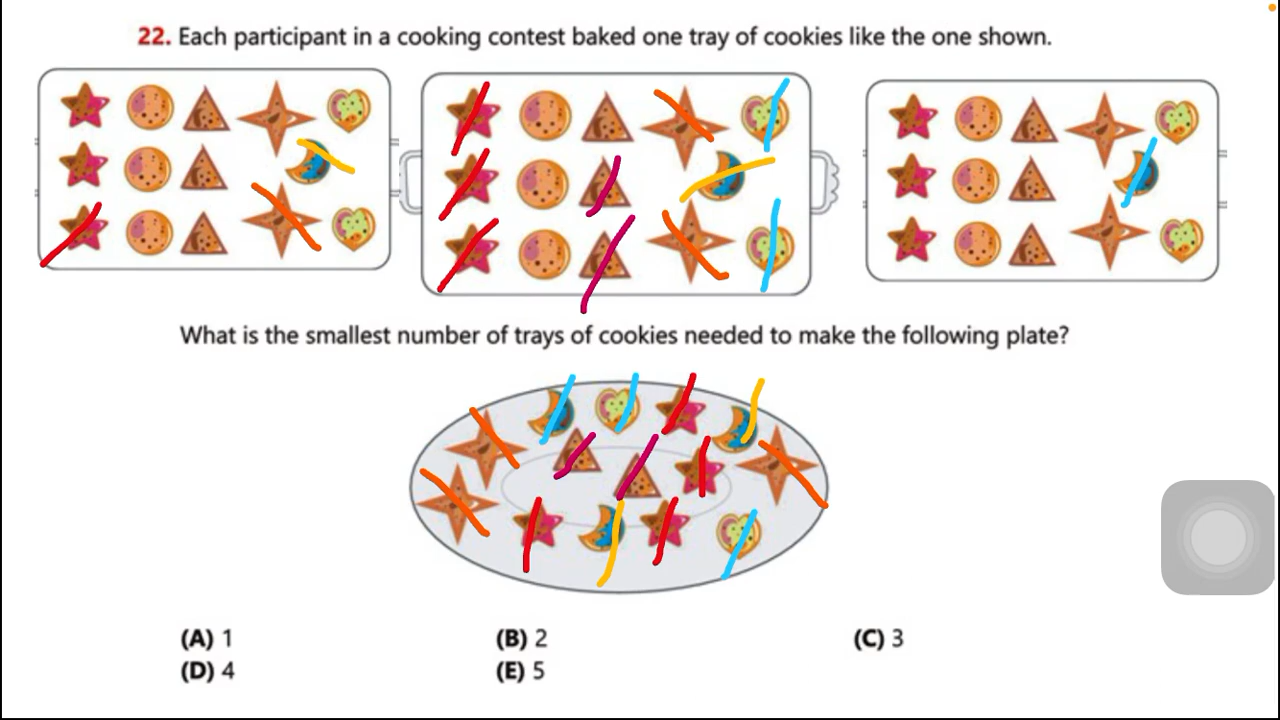 22. Each participant in a cooking contest baked one tray of cookies like the one shown.
What is the smallest number of trays of cookies needed to make the following plate?
(A) 1 (B) 2 (C) 3
(D) 4 (E) 5